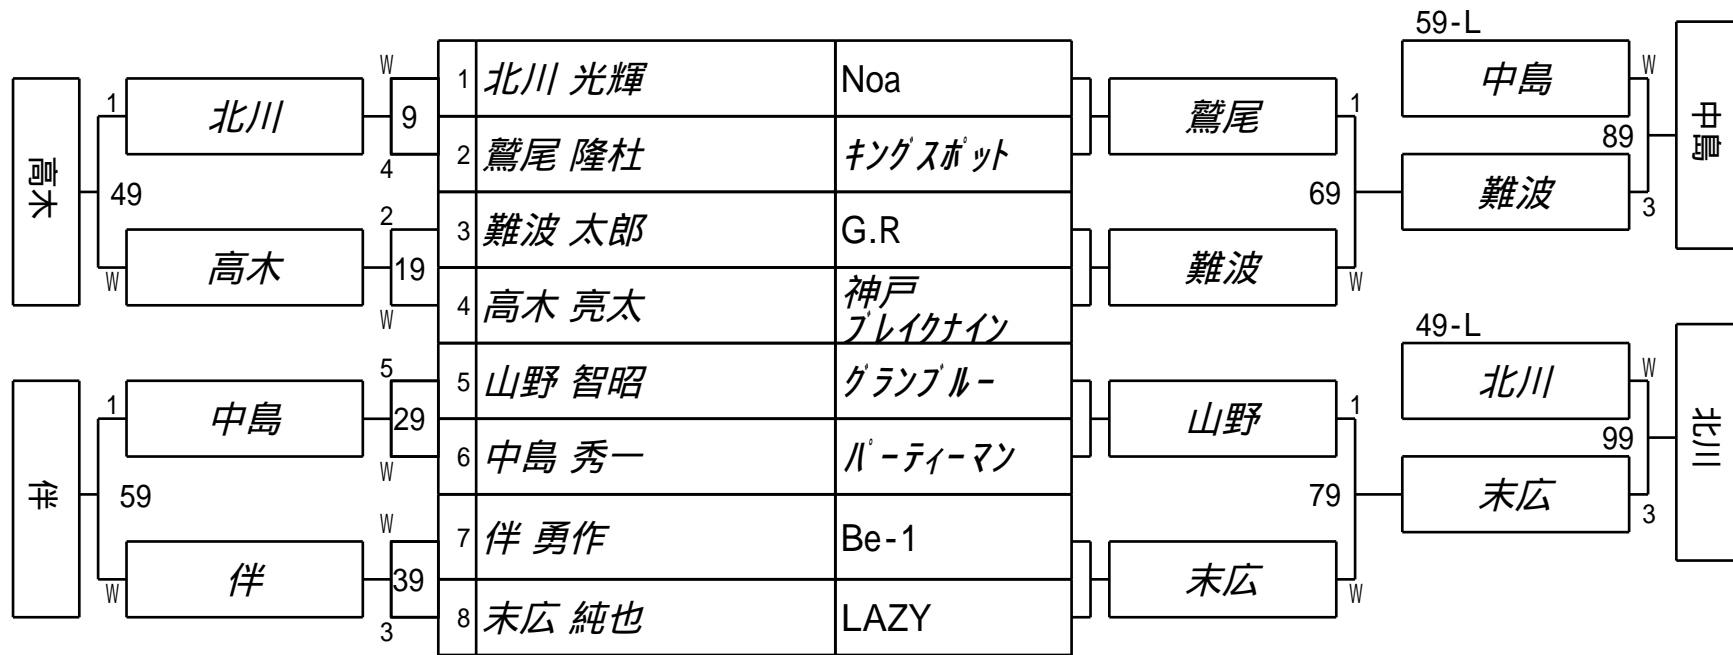 59-L
W
1 北川 光輝 Noa
中島
W
1 北川
9
鷲尾 1
中島
2 鷲尾 隆杜 キングスポット
89
4
高木
49
69
難波
3
2
3 難波 太郎 G.R
高木
19
難波
W
W
4 高木 亮太 神戸
ブレイクナイン
W
49-L
5
5 山野 智昭 グランブルー
北川
W
1 中島
29
山野 1
北川
99
6 中島 秀一 パーティーマン
W
伴
59
79
末広
3
W
7 伴 勇作 Be-1
伴
39
末広
W
W
8 末広 純也 LAZY
3